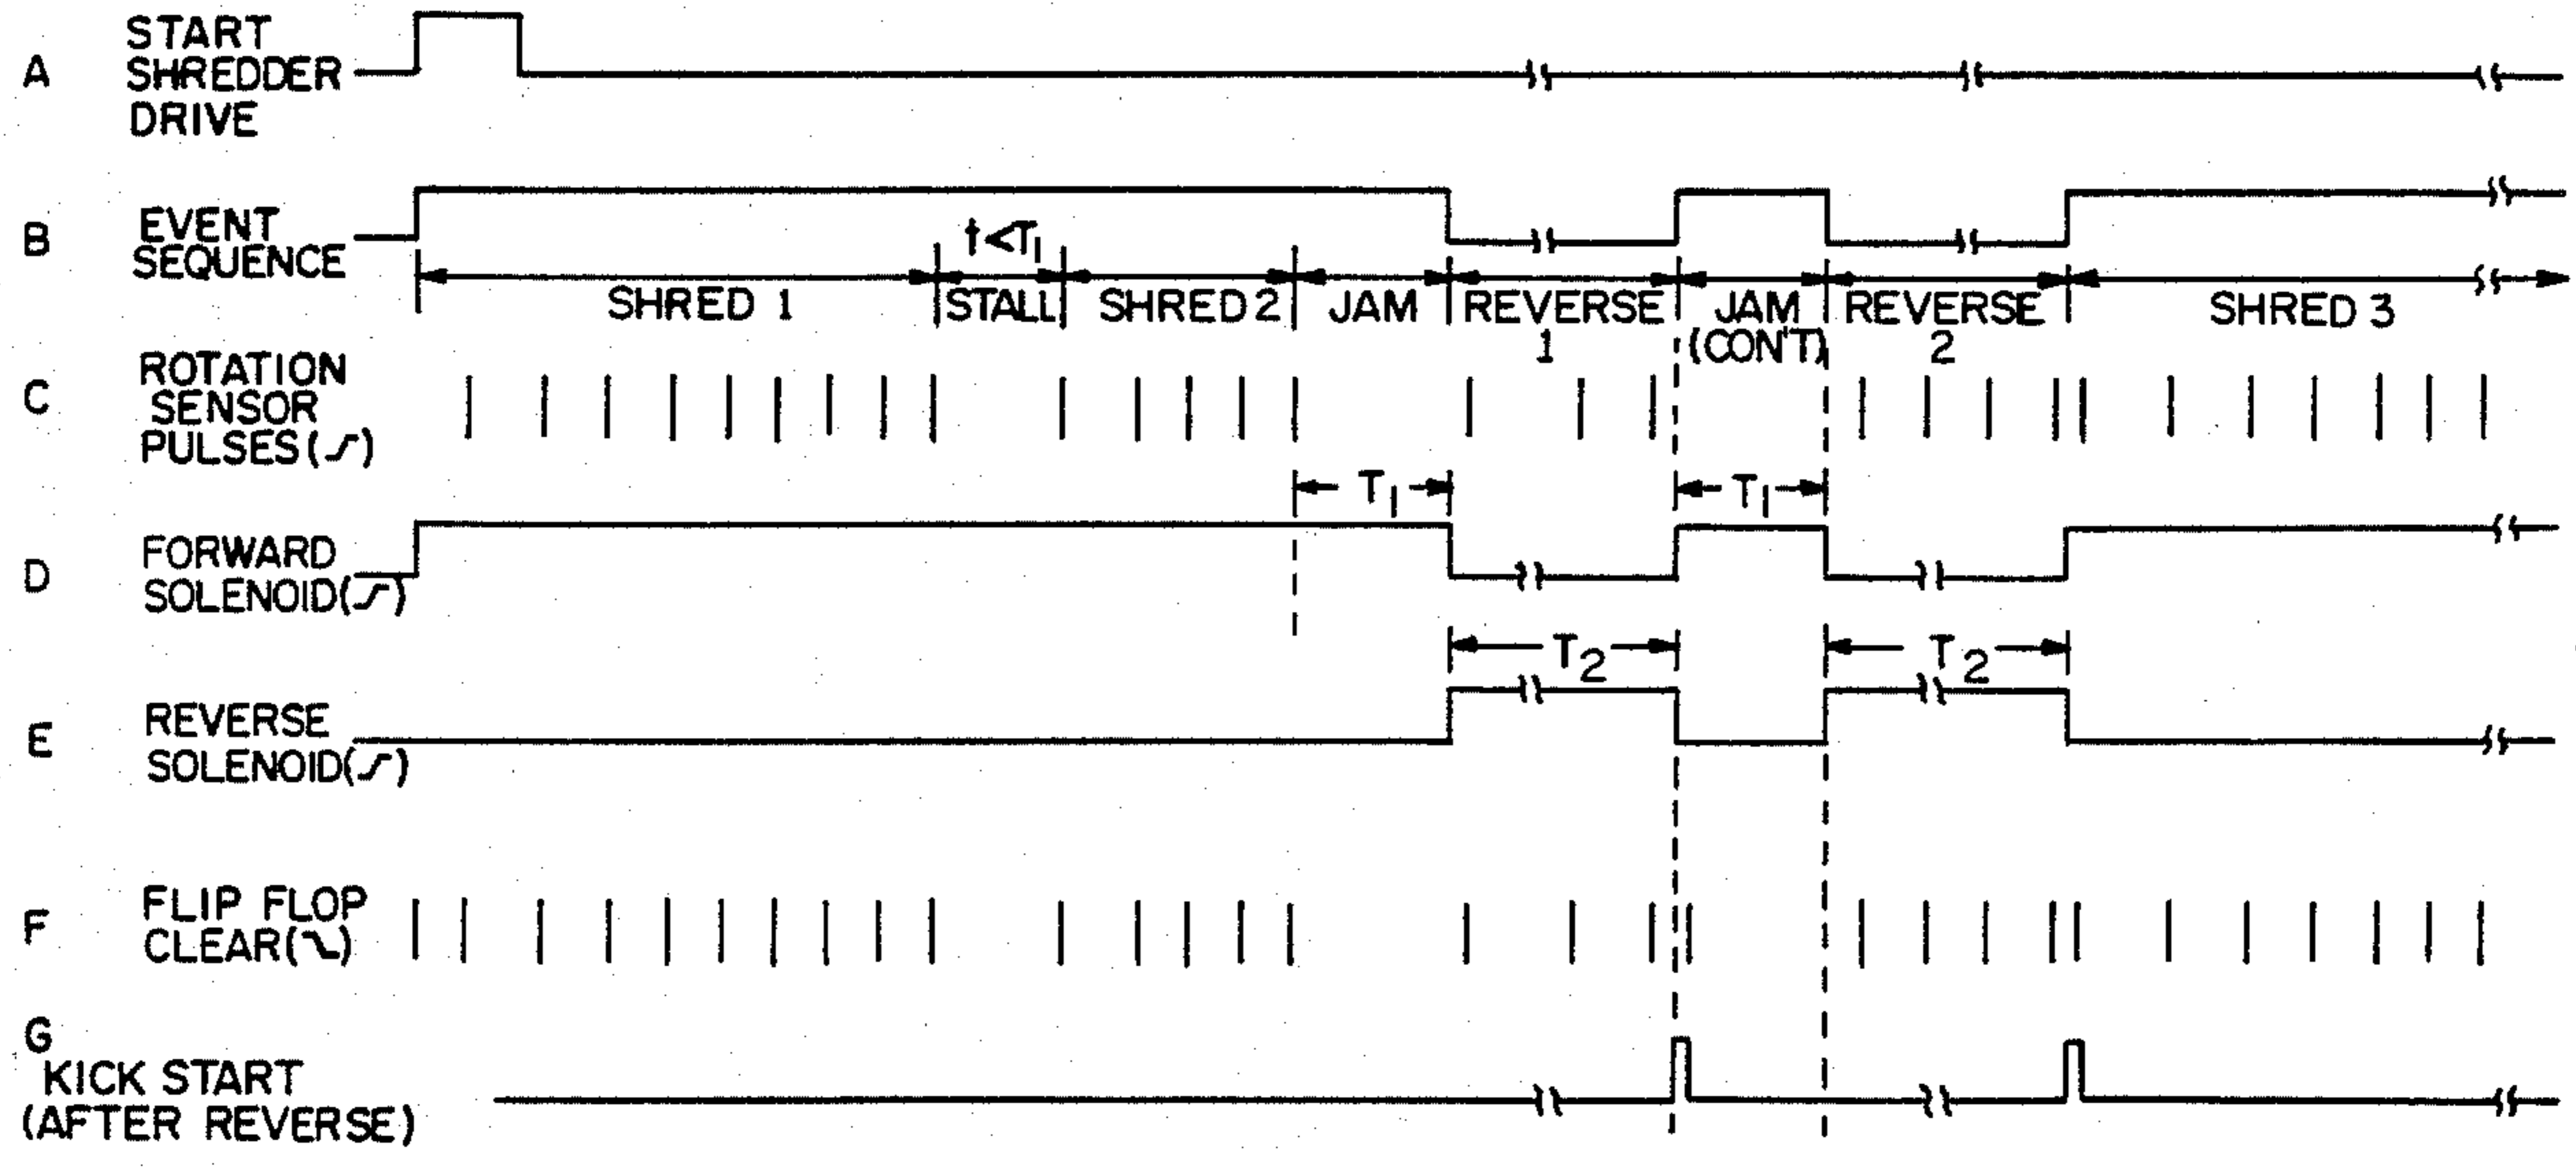 A
START
SHREDDER
DRIVE
B
EVENT
SEQUENCE
t<T1
SHRED 1
STALL
SHRED 2
JAM
REVERSE
1
JAM
(CON'T)
REVERSE
2
SHRED 3
C
ROTATION
SENSOR
PULSES( )
T1
T1
D
FORWARD
SOLENOID( )
T2
T2
E
REVERSE
SOLENOID( )
F
FLIP FLOP
CLEAR( )
G
KICK START
(AFTER REVERSE)